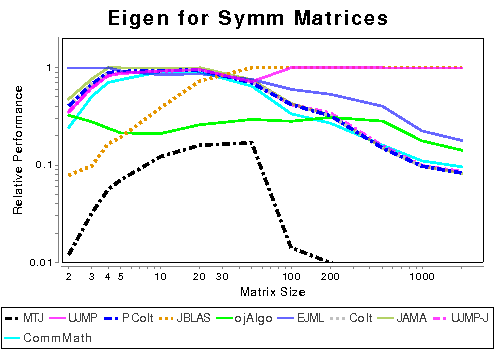 Eigen for Symm Matrices
Relative Performance
1
0.1
0.01
2 3 4 5 10 20 30 100 200 1000
Matrix Size
MTJ UJMP P Colt JBLAS ojAlgo EJML Colt JAMA UJMP-J
CommMath